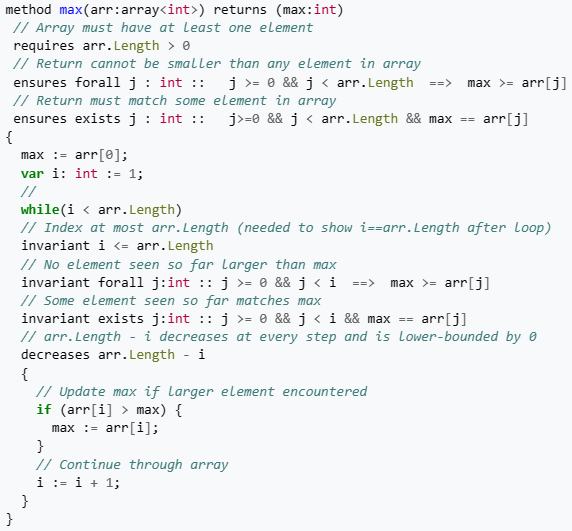 method max(arr:array<int>) returns (max:int)
 // Array must have at least one element
 requires arr.Length > 0
 // Return cannot be smaller than any element in array
 ensures forall j : int ::   j >= 0 && j < arr.Length  ==>  max >= arr[j]
 // Return must match some element in array
 ensures exists j : int ::   j>=0 && j < arr.Length && max == arr[j]
{
  max := arr[0];
  var i: int := 1;
  //
  while(i < arr.Length)
  // Index at most arr.Length (needed to show i==arr.Length after loop)
  invariant i <= arr.Length
  // No element seen so far larger than max
  invariant forall j:int :: j >= 0 && j < i  ==>  max >= arr[j]
  // Some element seen so far matches max
  invariant exists j:int :: j >= 0 && j < i && max == arr[j]
  // arr.Length - i decreases at every step and is lower-bounded by 0
  decreases arr.Length - i
  {
    // Update max if larger element encountered
    if (arr[i] > max) {
      max := arr[i];
    }
    // Continue through array
    i := i + 1;
  }
}